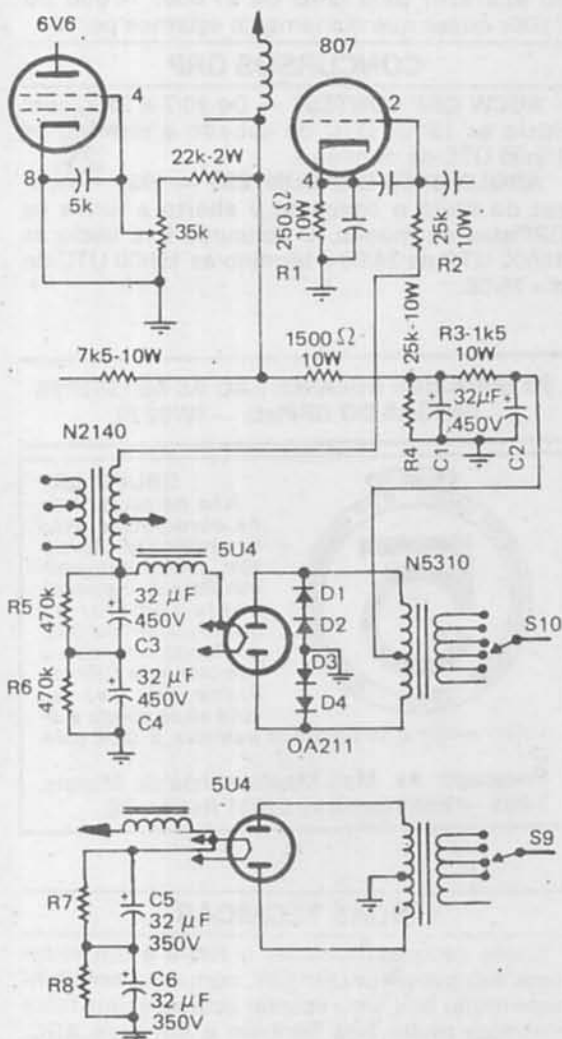 6V6
4
8
5k
22k-2W
35k
807
2
4
250Ω
10W
R1
25k
10W
R2
7k5-10W
1500Ω-
10W
25k-10W
R4
R3-1k5
10W
32µF
450V
C1
C2
N2140
5U4
N5310
R5
470k
32 µF
450V
C3
R6
470k
32 µF
450V
C4
D1
D2
D3
D4
OA211
S10
5U4
S9
R7
C5
32 µF
350V
R8
C6
32 µF
350V